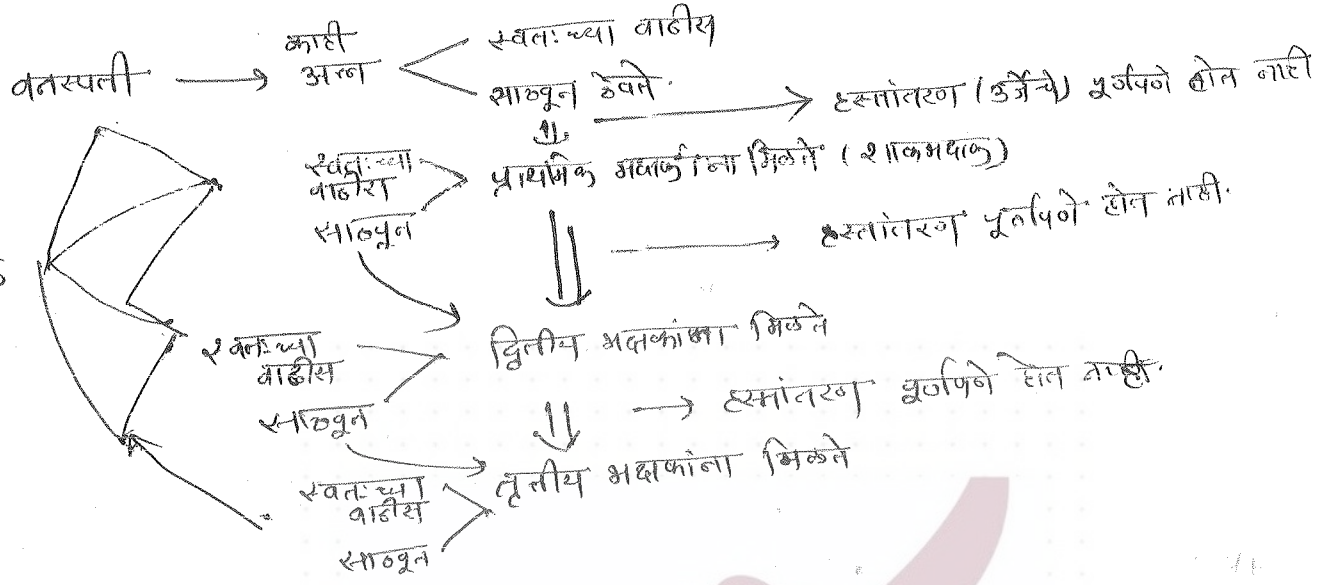 वनस्पती → काही अन्न
स्वतःच्या वाढीस
साठवून ठेवते.
→ हस्तांतरण (उर्जेचे) पूर्णपणे होत नाही
स्वतःच्या वाढीस
साठवून
प्राथमिक भक्षकांना मिळते (शाकभक्षक)
→ हस्तांतरण पूर्णपणे होत नाही.
स्वतःच्या वाढीस
साठवून
द्वितीय भक्षकांना मिळते
→ हस्तांतरण पूर्णपणे होत नाही.
स्वतःच्या वाढीस
साठवून
तृतीय भक्षकांना मिळते